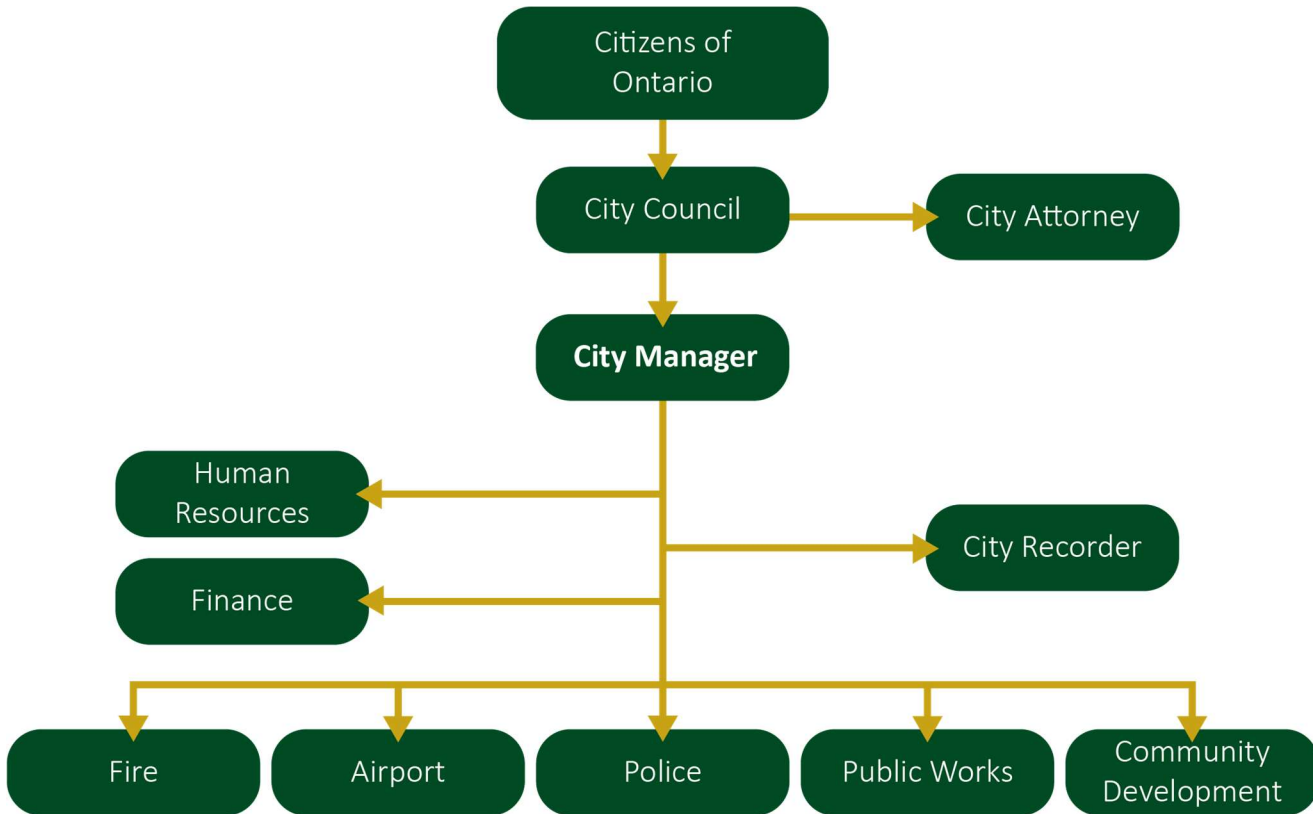 Citizens of
Ontario
City Council
City Attorney
City Manager
Human
Resources
City Recorder
Finance
Fire
Airport
Police
Public Works
Community
Development